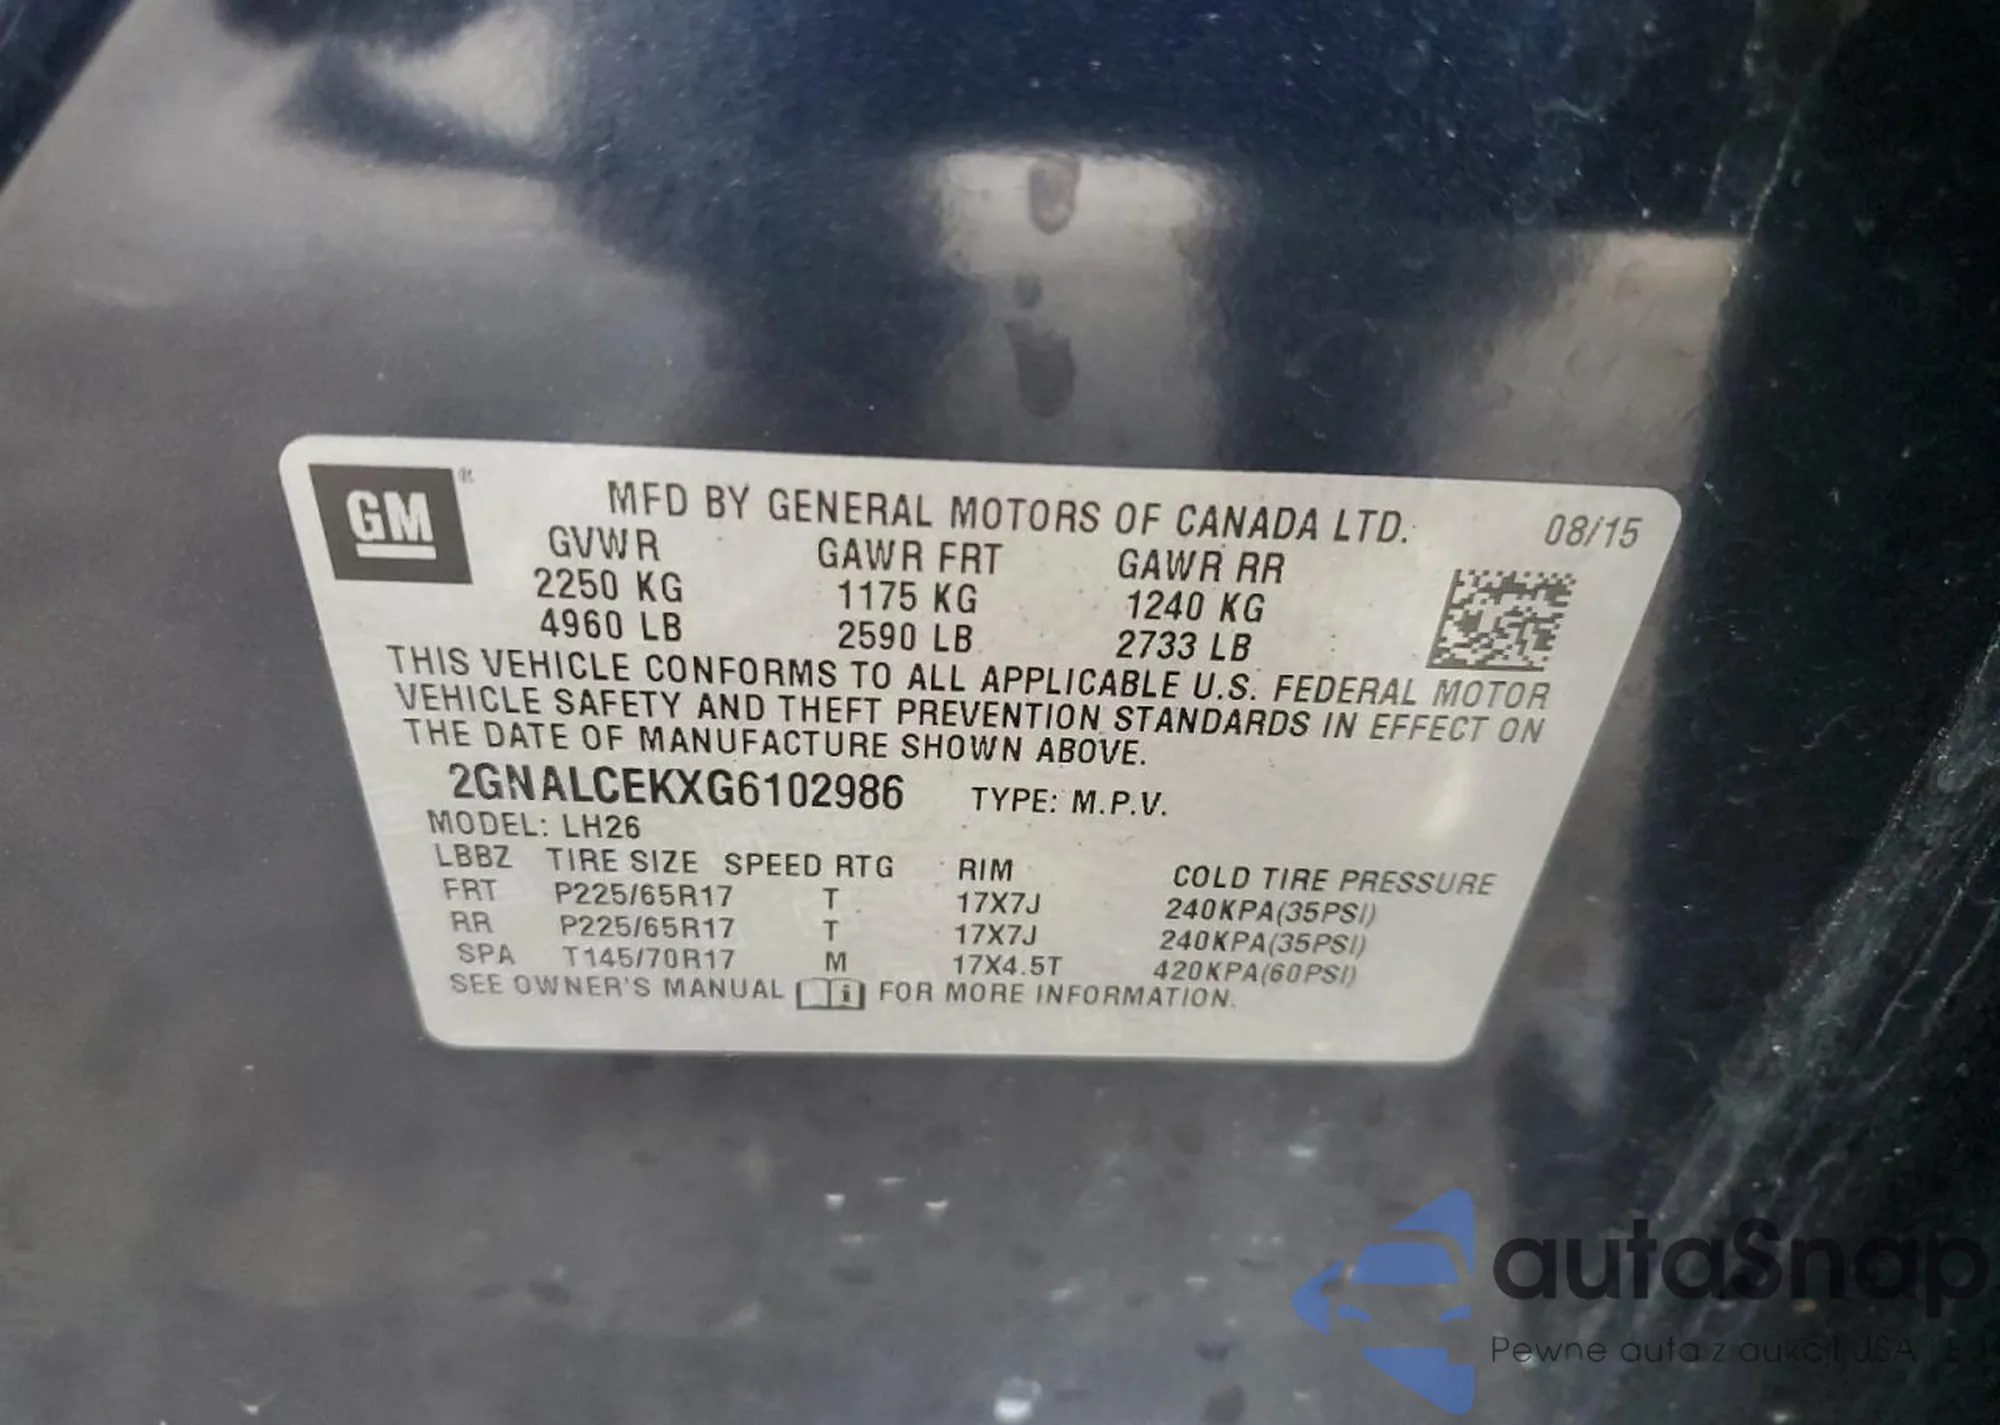 GM ®
MFD BY GENERAL MOTORS OF CANADA LTD. 08/15
GVWR GAWR FRT GAWR RR
2250 KG 1175 KG 1240 KG
4960 LB 2590 LB 2733 LB
THIS VEHICLE CONFORMS TO ALL APPLICABLE U.S. FEDERAL MOTOR
VEHICLE SAFETY AND THEFT PREVENTION STANDARDS IN EFFECT ON
THE DATE OF MANUFACTURE SHOWN ABOVE.
2GNALCEKXG6102986 TYPE: M.P.V.
MODEL: LH26
LBBZ TIRE SIZE SPEED RTG RIM COLD TIRE PRESSURE
FRT P225/65R17 T 17X7J 240KPA(35PSI)
RR P225/65R17 T 17X7J 240KPA(35PSI)
SPA T145/70R17 M 17X4.5T 420KPA(60PSI)
SEE OWNER'S MANUAL i FOR MORE INFORMATION.
autaSnap
Pewne auta z aukcji USA